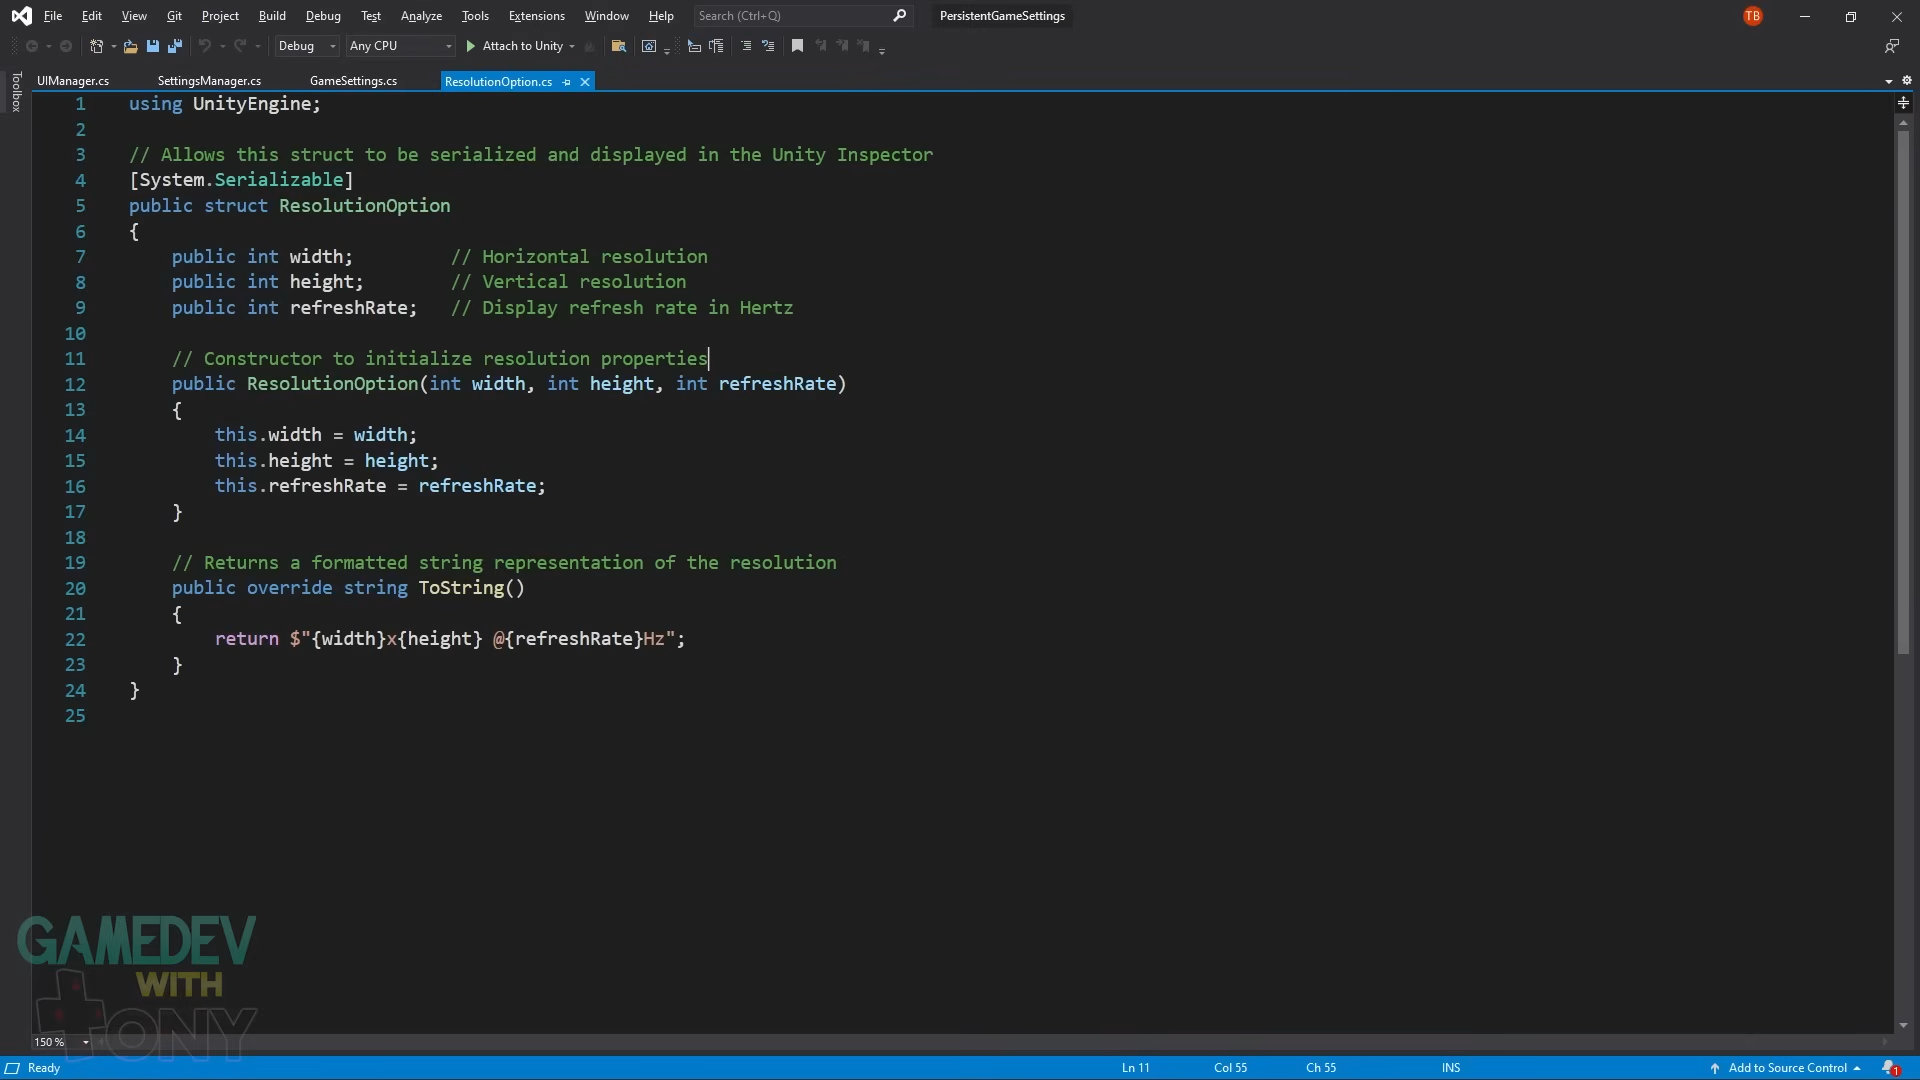 File Edit View Git Project Build Debug Test Analyze Tools Extensions Window Help Search (Ctrl+Q) PersistentGameSettings TB
Debug Any CPU Attach to Unity
Toolbox
UIManager.cs SettingsManager.cs GameSettings.cs ResolutionOption.cs
1 using UnityEngine;
2
3 // Allows this struct to be serialized and displayed in the Unity Inspector
4 [System.Serializable]
5 public struct ResolutionOption
6 {
7 public int width; // Horizontal resolution
8 public int height; // Vertical resolution
9 public int refreshRate; // Display refresh rate in Hertz
10
11 // Constructor to initialize resolution properties
12 public ResolutionOption(int width, int height, int refreshRate)
13 {
14 this.width = width;
15 this.height = height;
16 this.refreshRate = refreshRate;
17 }
18
19 // Returns a formatted string representation of the resolution
20 public override string ToString()
21 {
22 return $"{width}x{height} @{refreshRate}Hz";
23 }
24 }
25
GAMEDEV
WITH
TONY
150 %
Ready Ln 11 Col 55 Ch 55 INS Add to Source Control 1